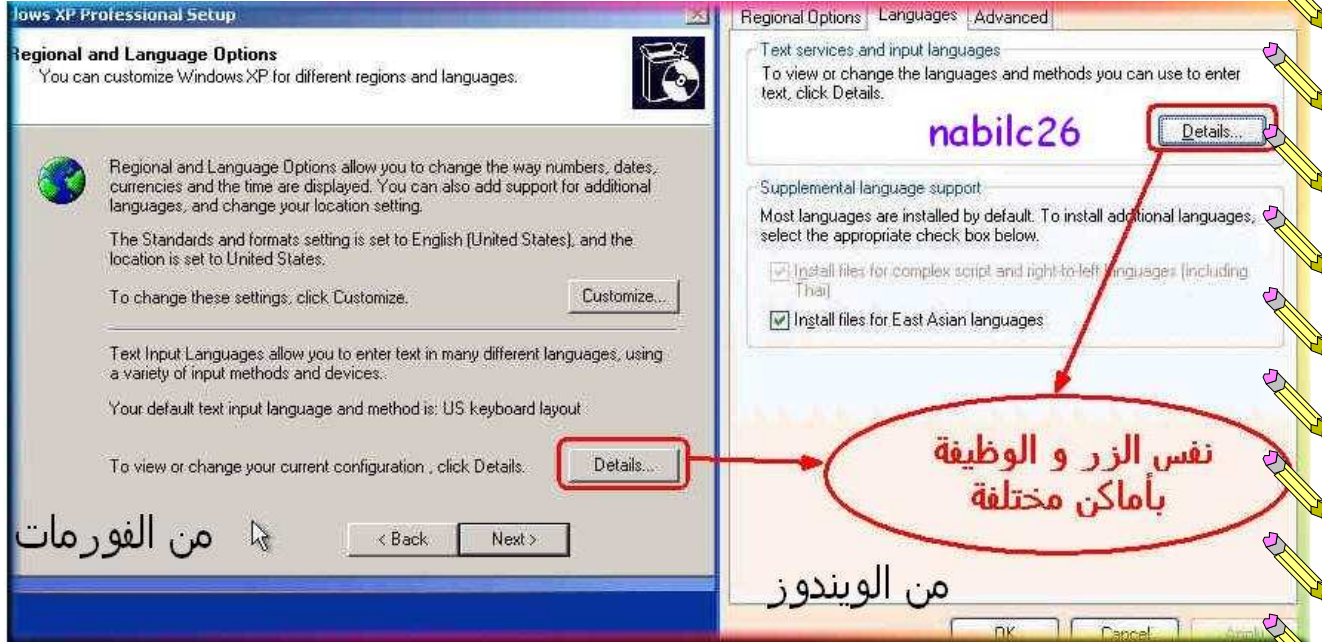 dows XP Professional Setup
Regional and Language Options
You can customize Windows XP for different regions and languages.
Regional and Language Options allow you to change the way numbers, dates,
currencies and the time are displayed. You can also add support for additional
languages, and change your location setting.
The Standards and formats setting is set to English (United States), and the
location is set to United States.
To change these settings, click Customize.
Customize...
Text Input Languages allow you to enter text in many different languages, using
a variety of input methods and devices.
Your default text input language and method is: US keyboard layout
To view or change your current configuration , click Details.
Details...
من الفورمات
< Back
Next >
Regional Options
Languages
Advanced
Text services and input languages
To view or change the languages and methods you can use to enter
text, click Details.
nabilc26
Details...
Supplemental language support
Most languages are installed by default. To install additional languages,
select the appropriate check box below.
Install files for complex script and right-to-left languages (including
Thai)
Install files for East Asian languages
نفس الزر و الوظيفة
بأماكن مختلفة
من الويندوز
OK
Cancel